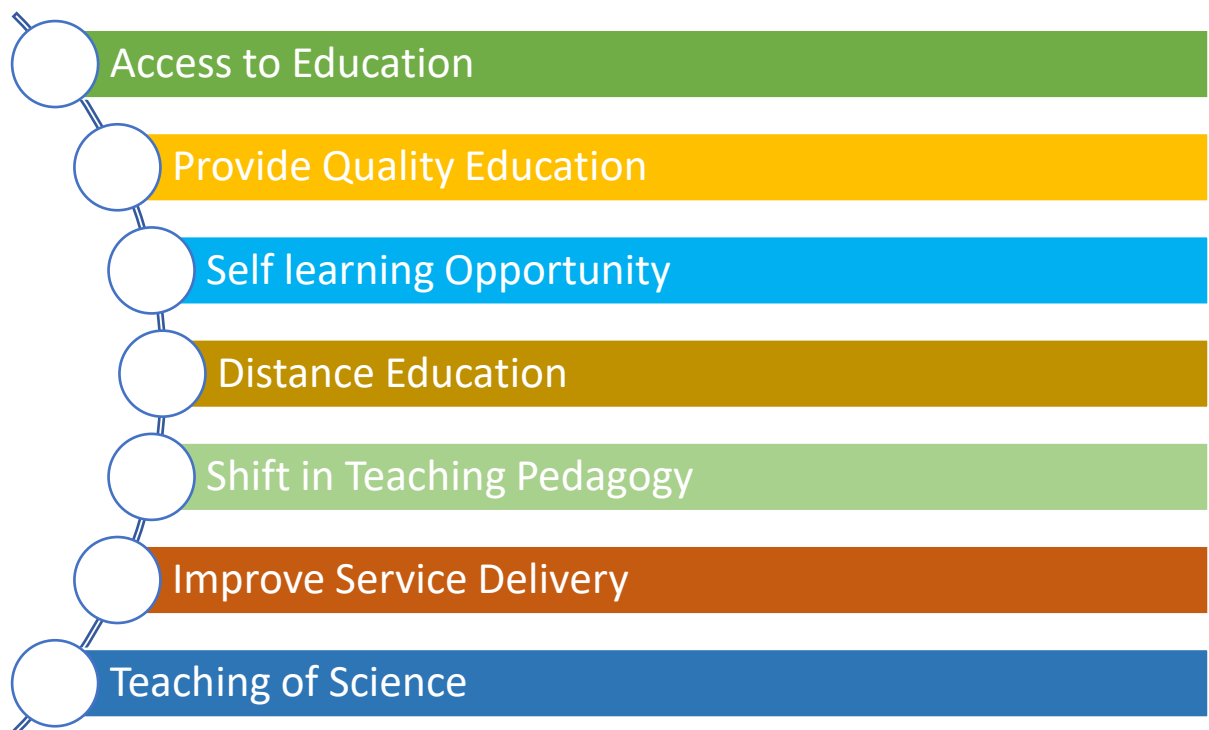 Access to Education
Provide Quality Education
Self learning Opportunity
Distance Education
Shift in Teaching Pedagogy
Improve Service Delivery
Teaching of Science